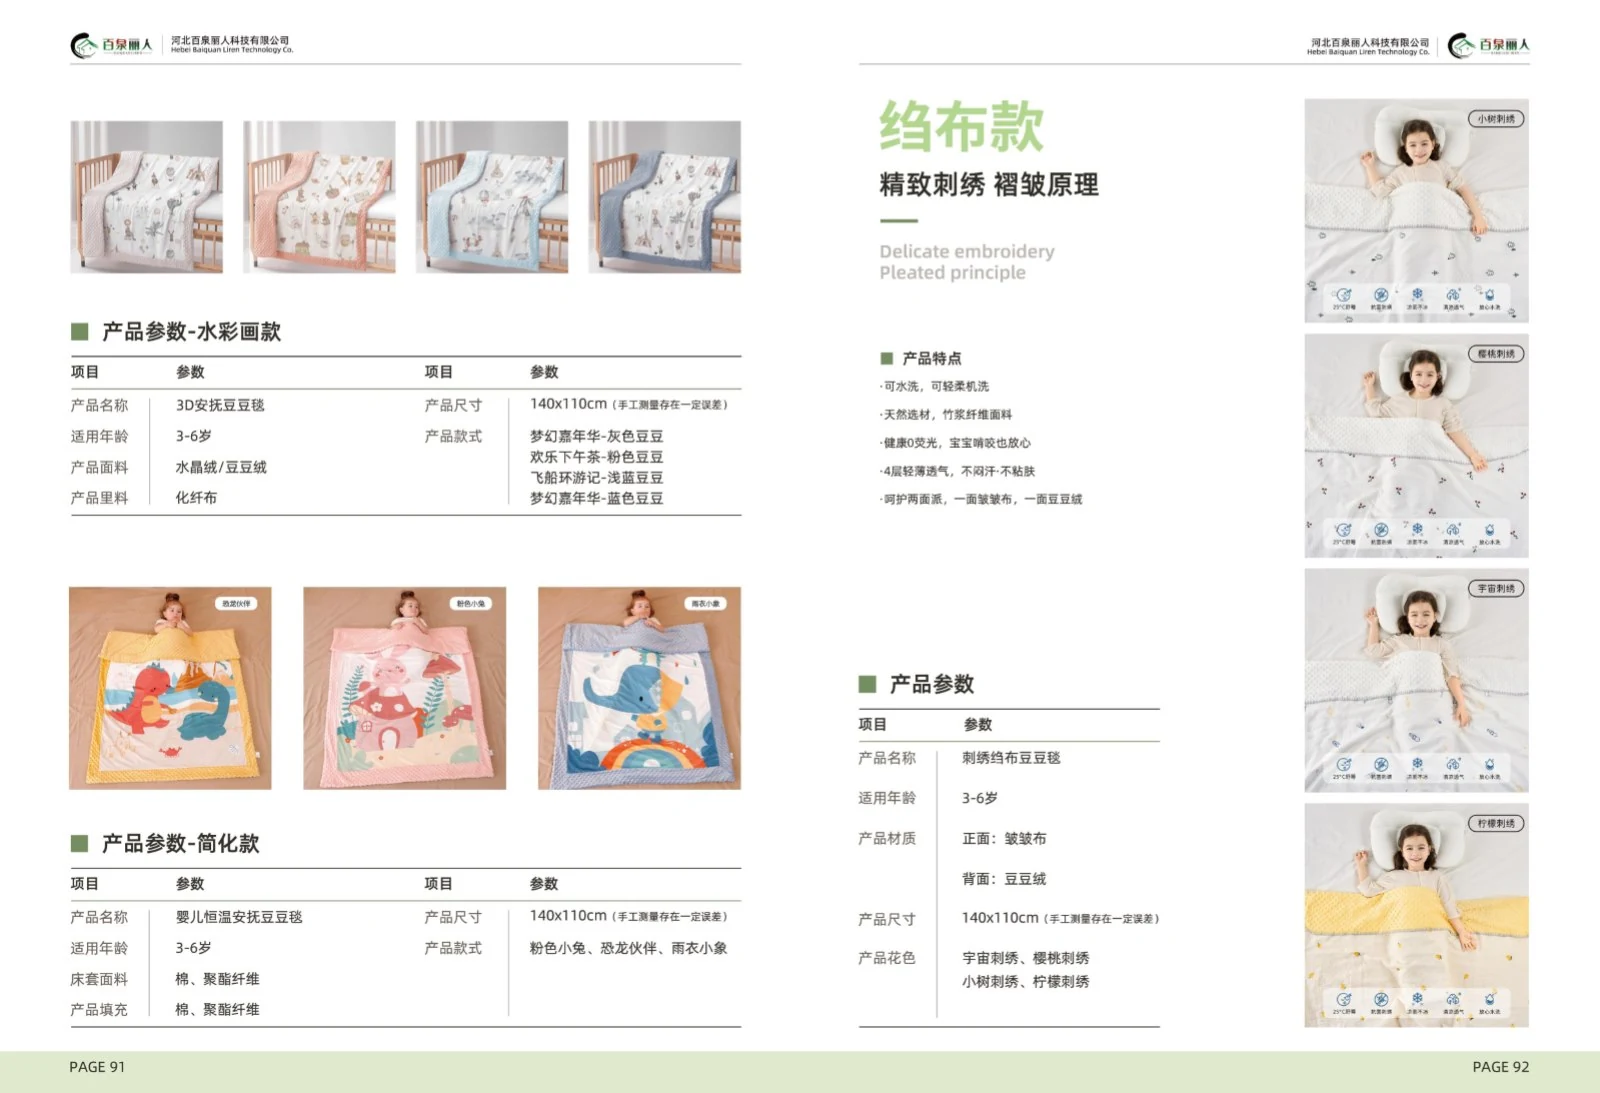 百泉丽人
河北百泉丽人科技有限公司
Hebei Baiquan Liren Technology Co.
产品参数-水彩画款
项目 参数 项目 参数
产品名称 3D安抚豆豆毯 产品尺寸 140x110cm（手工测量存在一定误差）
适用年龄 3-6岁 产品款式 梦幻嘉年华-灰色豆豆
欢乐下午茶-粉色豆豆
产品面料 水晶绒/豆豆绒
飞船环游记-浅蓝豆豆
产品里料 化纤布 梦幻嘉年华-蓝色豆豆
恐龙伙伴
粉色小兔
雨衣小象
产品参数-简化款
项目 参数 项目 参数
产品名称 婴儿恒温安抚豆豆毯 产品尺寸 140x110cm（手工测量存在一定误差）
适用年龄 3-6岁 产品款式 粉色小兔、恐龙伙伴、雨衣小象
床套面料 棉、聚酯纤维
产品填充 棉、聚酯纤维
PAGE 91
河北百泉丽人科技有限公司
Hebei Baiquan Liren Technology Co.
百泉丽人
绉布款
精致刺绣 褶皱原理
Delicate embroidery
Pleated principle
产品特点
·可水洗，可轻柔机洗
·天然选材，竹浆纤维面料
·健康0荧光，宝宝啃咬也放心
·4层轻薄透气，不闷汗·不粘肤
·呵护两面派，一面皱皱布，一面豆豆绒
产品参数
项目 参数
产品名称 刺绣绉布豆豆毯
适用年龄 3-6岁
产品材质 正面：皱皱布
背面：豆豆绒
产品尺寸 140x110cm（手工测量存在一定误差）
产品花色 宇宙刺绣、樱桃刺绣
小树刺绣、柠檬刺绣
小树刺绣
樱桃刺绣
宇宙刺绣
柠檬刺绣
PAGE 92